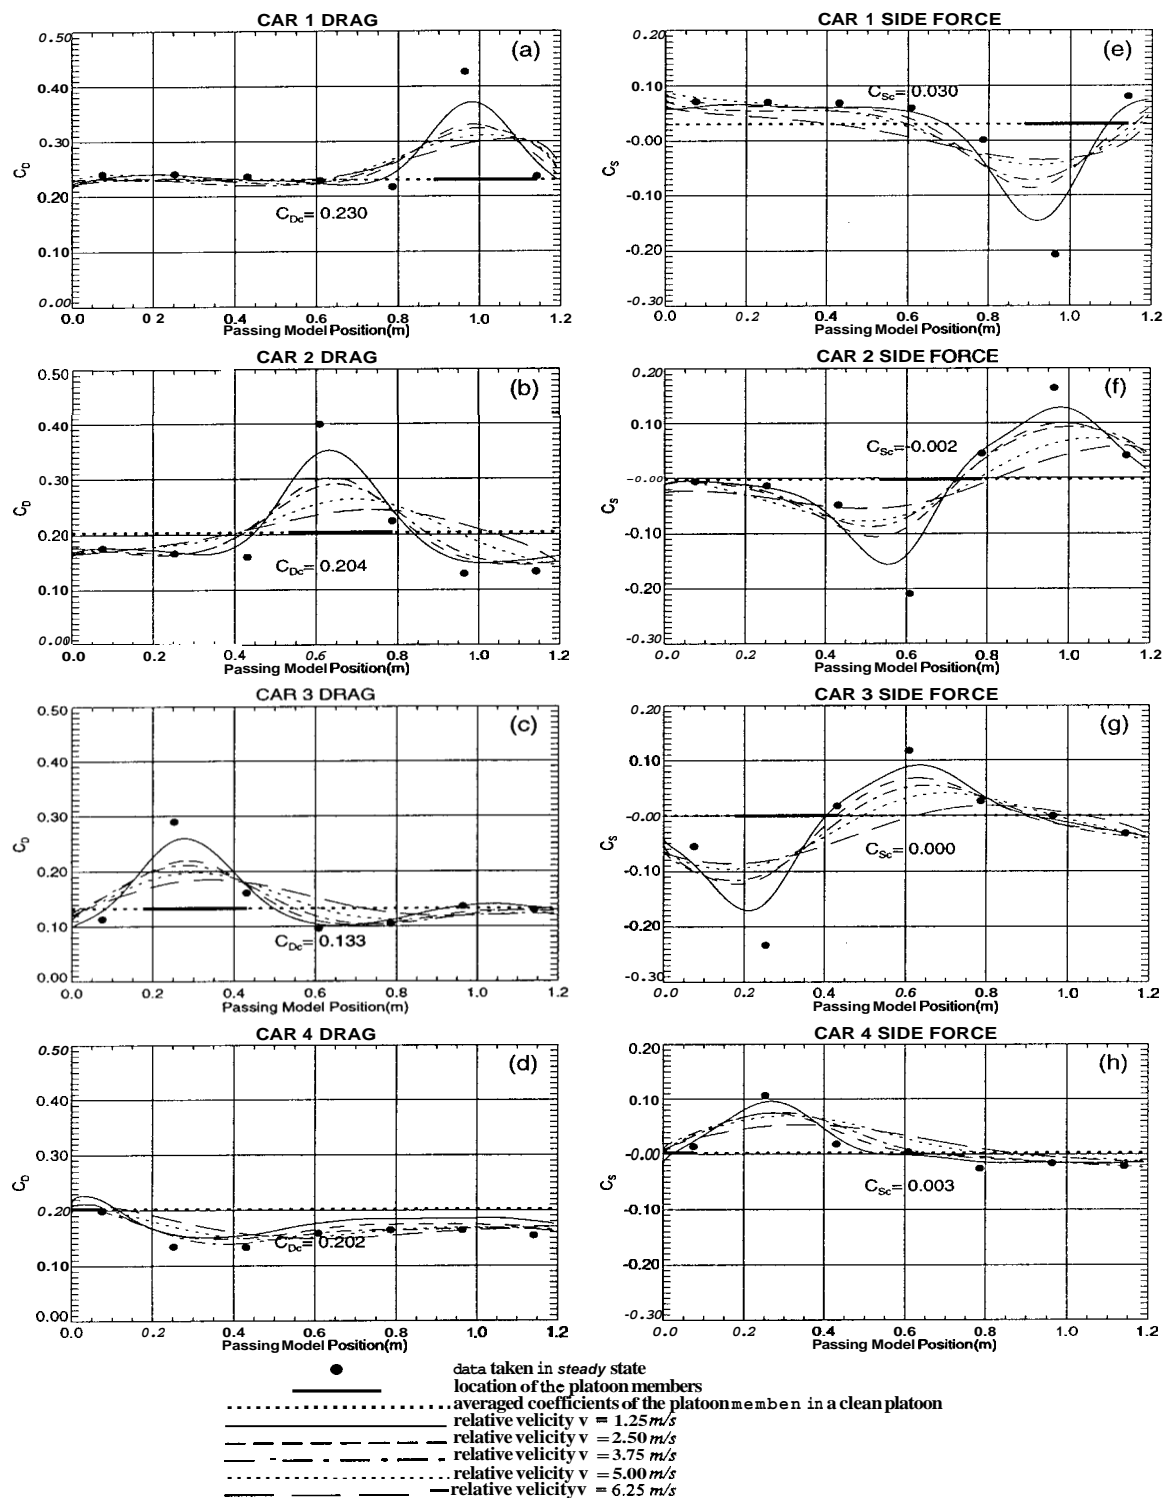 CAR 1 DRAG
(a)
0.50
0.40
0.30
0.20
0.10
0.00
C_D
C_Dc= 0.230
0.0 0.2 0.4 0.6 0.8 1.0 1.2
Passing Model Position(m)
CAR 1 SIDE FORCE
(e)
0.20
0.10
-0.00
-0.10
-0.20
-0.30
C_S
C_Sc= 0.030
0.0 0.2 0.4 0.6 0.8 1.0 1.2
Passing Model Position(m)
CAR 2 DRAG
(b)
0.50
0.40
0.30
0.20
0.10
0.00
C_D
C_Dc= 0.204
0.0 0.2 0.4 0.6 0.8 1.0 1.2
Passing Model Position(m)
CAR 2 SIDE FORCE
(f)
0.20
0.10
-0.00
-0.10
-0.20
-0.30
C_S
C_Sc=-0.002
0.0 0.2 0.4 0.6 0.8 1.0 1.2
Passing Model Position(m)
CAR 3 DRAG
(c)
0.50
0.40
0.30
0.20
0.10
0.00
C_D
C_Dc= 0.133
0.0 0.2 0.4 0.6 0.8 1.0 1.2
Passing Model Position(m)
CAR 3 SIDE FORCE
(g)
0.20
0.10
-0.00
-0.10
-0.20
-0.30
C_S
C_Sc= 0.000
0.0 0.2 0.4 0.6 0.8 1.0 1.2
Passing Model Position(m)
CAR 4 DRAG
(d)
0.50
0.40
0.30
0.20
0.10
0.00
C_D
C_Dc= 0.202
0.0 0.2 0.4 0.6 0.8 1.0 1.2
Passing Model Position(m)
CAR 4 SIDE FORCE
(h)
0.20
0.10
-0.00
-0.10
-0.20
-0.30
C_S
C_Sc= 0.003
0.0 0.2 0.4 0.6 0.8 1.0 1.2
Passing Model Position(m)
data taken in steady state
location of the platoon members
averaged coefficients of the platoon memben in a clean platoon
relative velicity v = 1.25 m/s
relative velicity v = 2.50 m/s
relative velicity v = 3.75 m/s
relative velicity v = 5.00 m/s
relative velicity v = 6.25 m/s